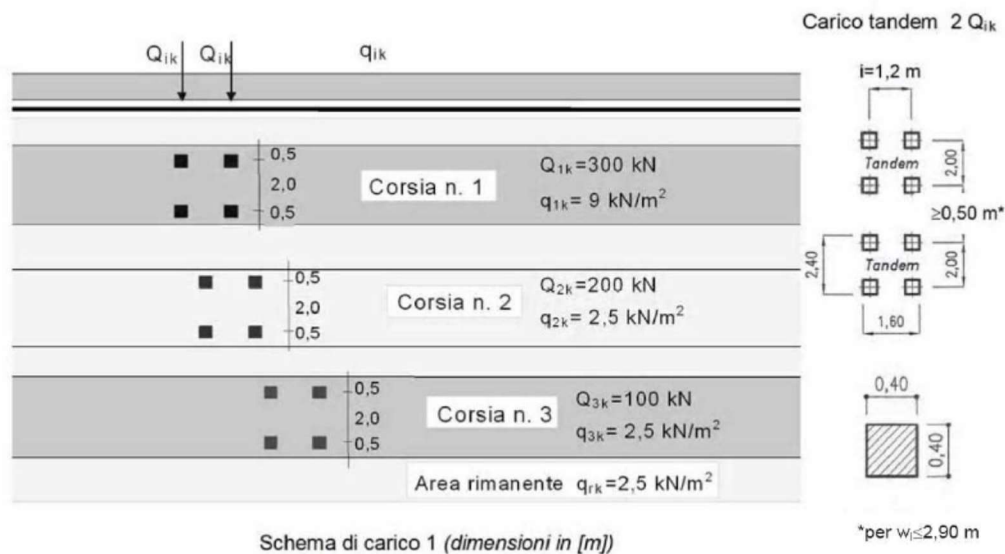 Carico tandem 2 Qik
Qik Qik qik
i=1,2 m
0,5
2,0
0,5
Corsia n. 1
Q1k=300 kN
q1k= 9 kN/m²
Tandem
2,00
≥0,50 m*
0,5
2,0
0,5
Corsia n. 2
Q2k=200 kN
q2k= 2,5 kN/m²
2,40
Tandem
2,00
1,60
0,5
2,0
0,5
Corsia n. 3
Q3k=100 kN
q3k= 2,5 kN/m²
0,40
0,40
Area rimanente qrk=2,5 kN/m²
*per wl≤2,90 m
Schema di carico 1 (dimensioni in [m])